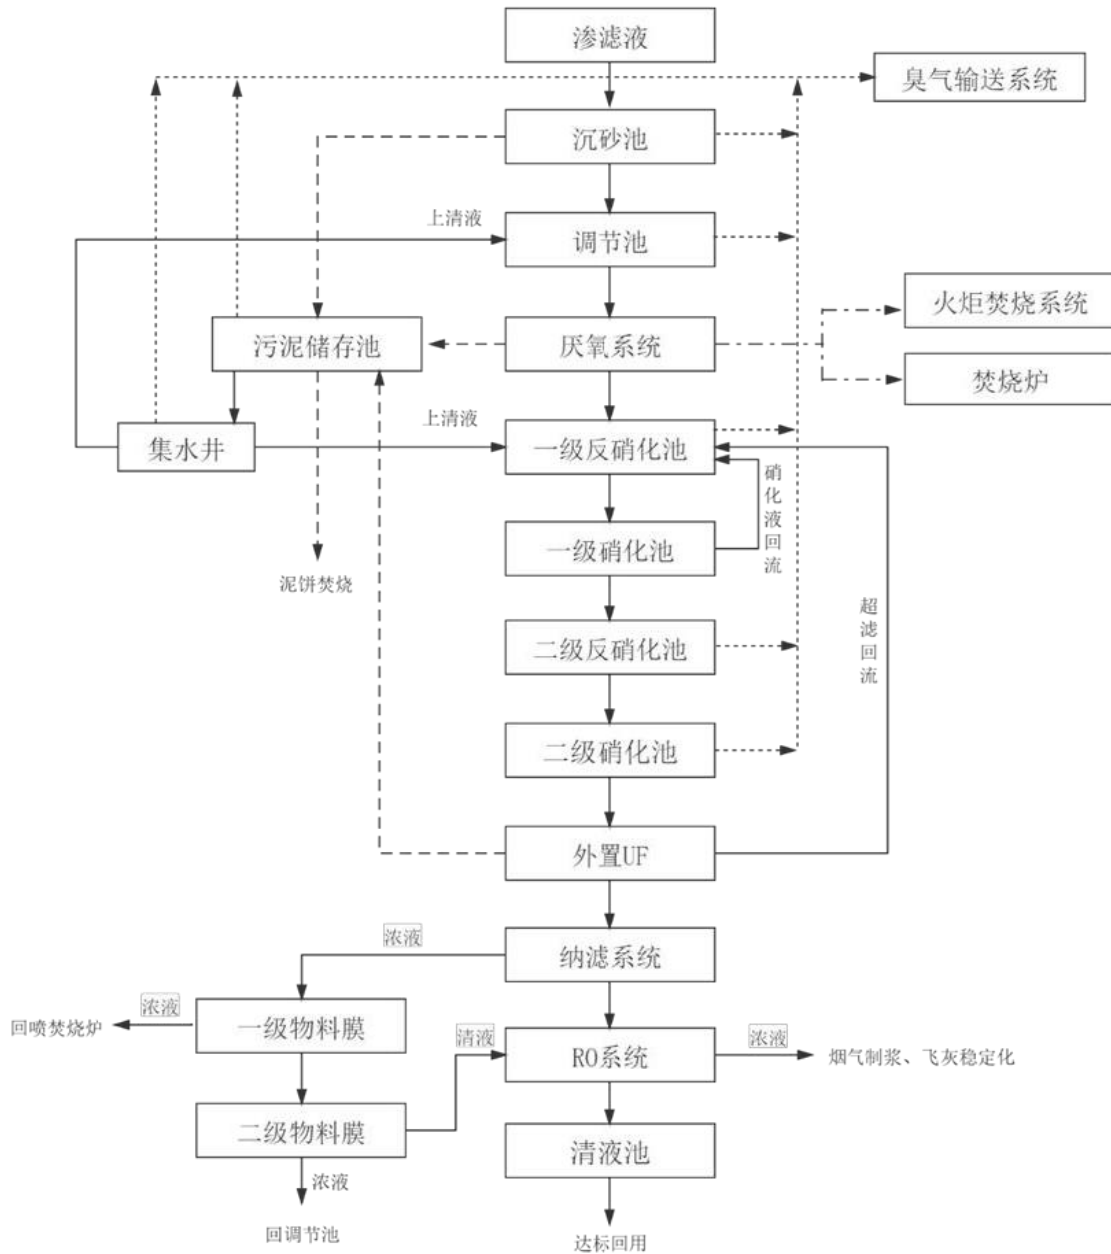 渗滤液
臭气输送系统
沉砂池
上清液
调节池
火炬焚烧系统
污泥储存池
厌氧系统
焚烧炉
上清液
集水井
一级反硝化池
硝化液回流
一级硝化池
泥饼焚烧
超滤回流
二级反硝化池
二级硝化池
外置UF
浓液
纳滤系统
浓液
回喷焚烧炉
一级物料膜
清液
RO系统
浓液
烟气制浆、飞灰稳定化
二级物料膜
清液池
浓液
回调节池
达标回用